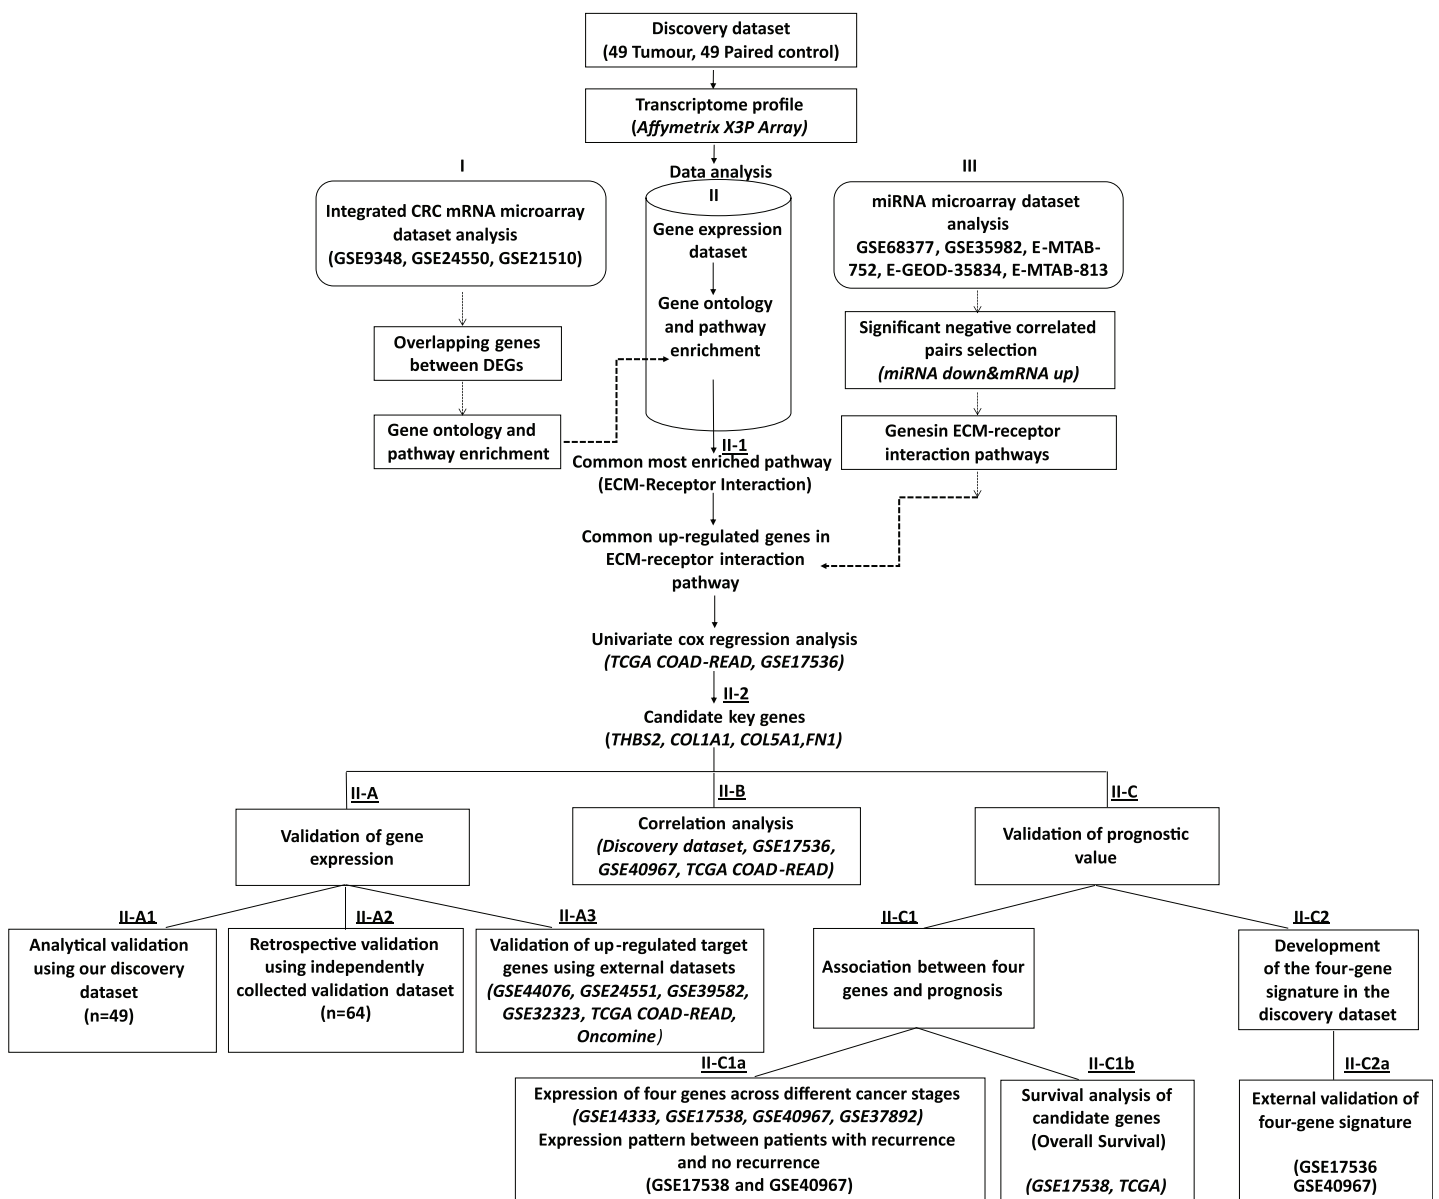 Discovery dataset
(49 Tumour, 49 Paired control)
Transcriptome profile
(Affymetrix X3P Array)
Data analysis
I
Integrated CRC mRNA microarray
dataset analysis
(GSE9348, GSE24550, GSE21510)
Overlapping genes
between DEGs
Gene ontology and
pathway enrichment
II
Gene expression
dataset
Gene ontology
and pathway
enrichment
III
miRNA microarray dataset
analysis
GSE68377, GSE35982, E-MTAB-
752, E-GEOD-35834, E-MTAB-813
Significant negative correlated
pairs selection
(miRNA down&mRNA up)
Genesin ECM-receptor
interaction pathways
II-1
Common most enriched pathway
(ECM-Receptor Interaction)
Common up-regulated genes in
ECM-receptor interaction
pathway
Univariate cox regression analysis
(TCGA COAD-READ, GSE17536)
II-2
Candidate key genes
(THBS2, COL1A1, COL5A1,FN1)
II-A
Validation of gene
expression
II-B
Correlation analysis
(Discovery dataset, GSE17536,
GSE40967, TCGA COAD-READ)
II-C
Validation of prognostic
value
II-A1
Analytical validation
using our discovery
dataset
(n=49)
II-A2
Retrospective validation
using independently
collected validation dataset
(n=64)
II-A3
Validation of up-regulated target
genes using external datasets
(GSE44076, GSE24551, GSE39582,
GSE32323, TCGA COAD-READ,
Oncomine)
II-C1
Association between four
genes and prognosis
II-C2
Development
of the four-gene
signature in the
discovery dataset
II-C1a
Expression of four genes across different cancer stages
(GSE14333, GSE17538, GSE40967, GSE37892)
Expression pattern between patients with recurrence
and no recurrence
(GSE17538 and GSE40967)
II-C1b
Survival analysis of
candidate genes
(Overall Survival)
(GSE17538, TCGA)
II-C2a
External validation of
four-gene signature
(GSE17536
GSE40967)